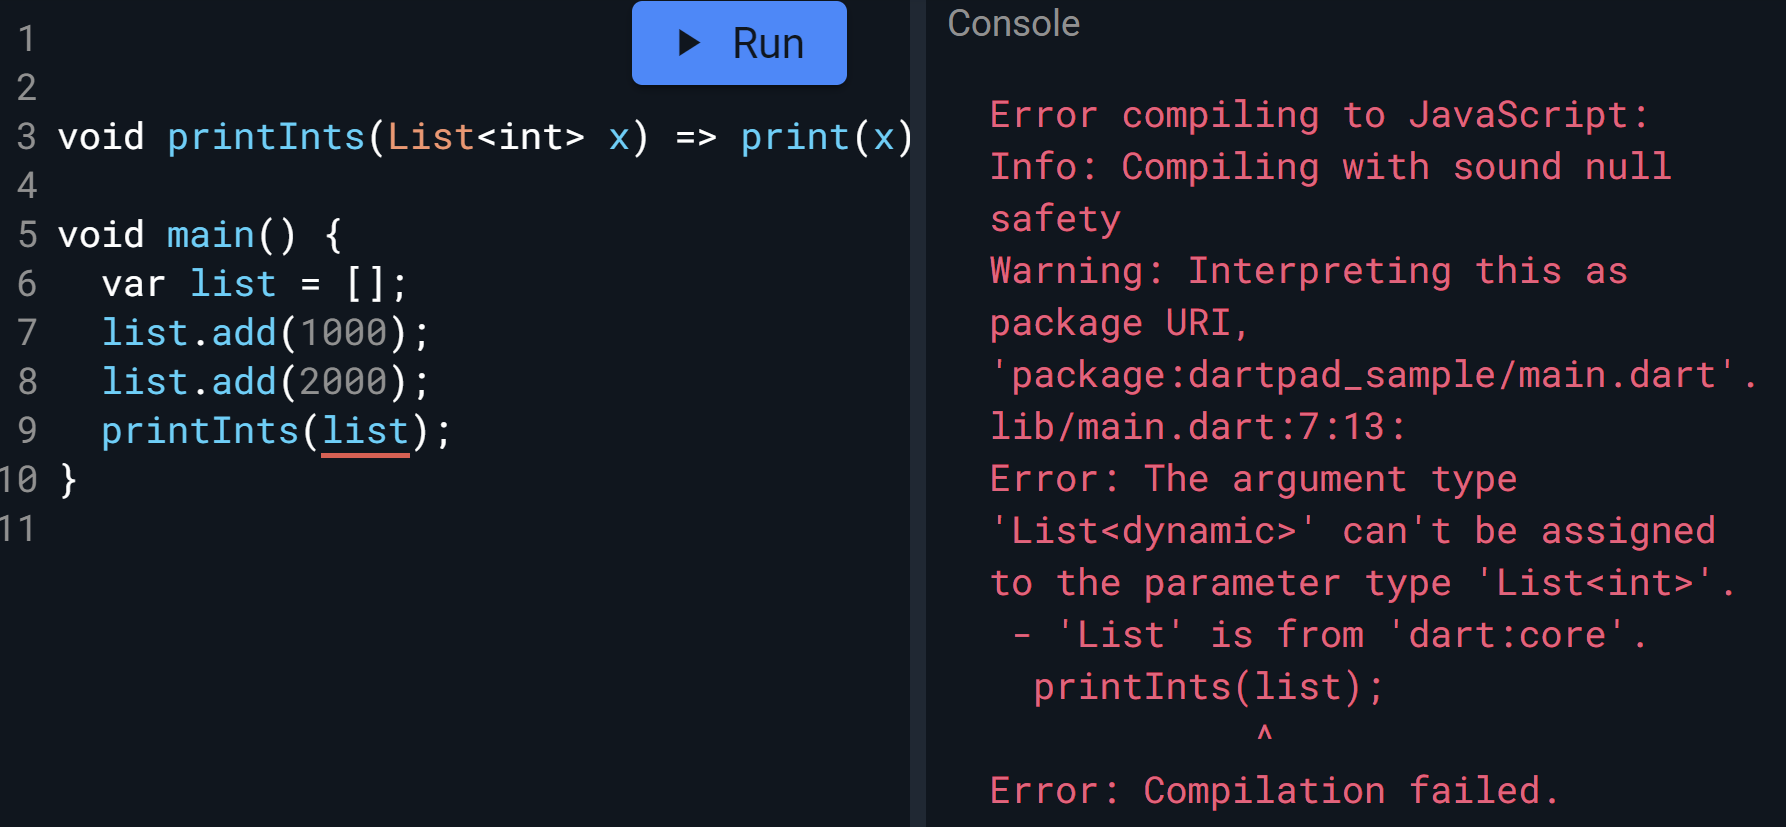 1
2
Run
3 void printInts(List<int> x) => print(x)
4
5 void main() {
6   var list = [];
7   list.add(1000);
8   list.add(2000);
9   printInts(list);
10 }
11
Console
Error compiling to JavaScript:
Info: Compiling with sound null
safety
Warning: Interpreting this as
package URI,
'package:dartpad_sample/main.dart'.
lib/main.dart:7:13:
Error: The argument type
'List<dynamic>' can't be assigned
to the parameter type 'List<int>'.
 - 'List' is from 'dart:core'.
  printInts(list);
            ^
Error: Compilation failed.